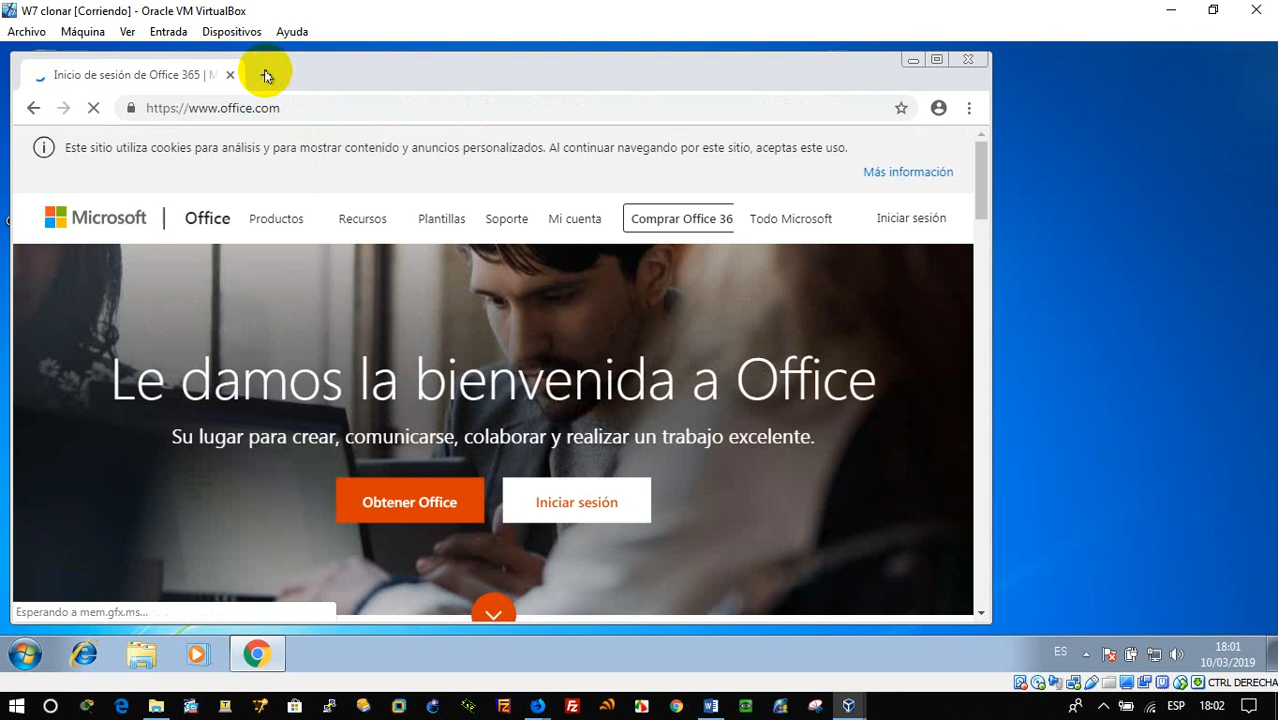 W7 clonar [Corriendo] - Oracle VM VirtualBox
Archivo Máquina Ver Entrada Dispositivos Ayuda
Inicio de sesión de Office 365 | M
https://www.office.com
Este sitio utiliza cookies para análisis y para mostrar contenido y anuncios personalizados. Al continuar navegando por este sitio, aceptas este uso.
Más información
Microsoft Office Productos Recursos Plantillas Soporte Mi cuenta Comprar Office 36 Todo Microsoft Iniciar sesión
Le damos la bienvenida a Office
Su lugar para crear, comunicarse, colaborar y realizar un trabajo excelente.
Obtener Office Iniciar sesión
Esperando a mem.gfx.ms...
ES 18:01
10/03/2019
CTRL DERECHA
ESP 18:02